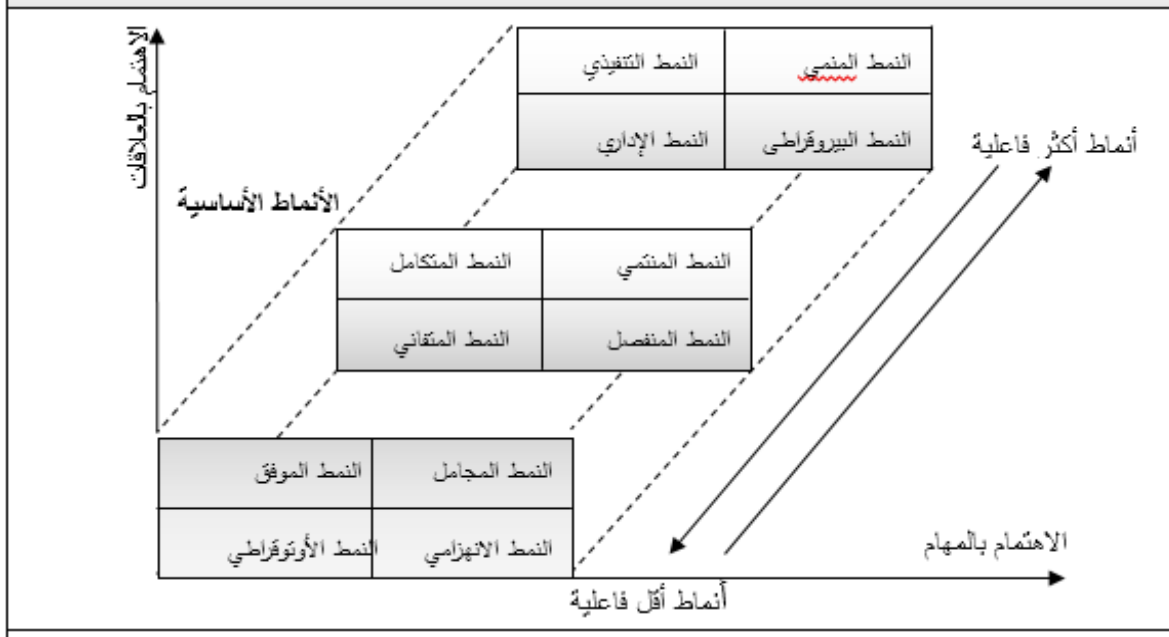 الاهتمام بالعلاقات
النمط المنمي
النمط التنفيذي
النمط البيروقراطي
النمط الإداري
أنماط أكثر فاعلية
الأنماط الأساسية
النمط المنتمي
النمط المتكامل
النمط المنفصل
النمط المتفاني
النمط المجامل
النمط الموفق
النمط الانهزامي
النمط الأوتوقراطي
الاهتمام بالمهام
أنماط أقل فاعلية